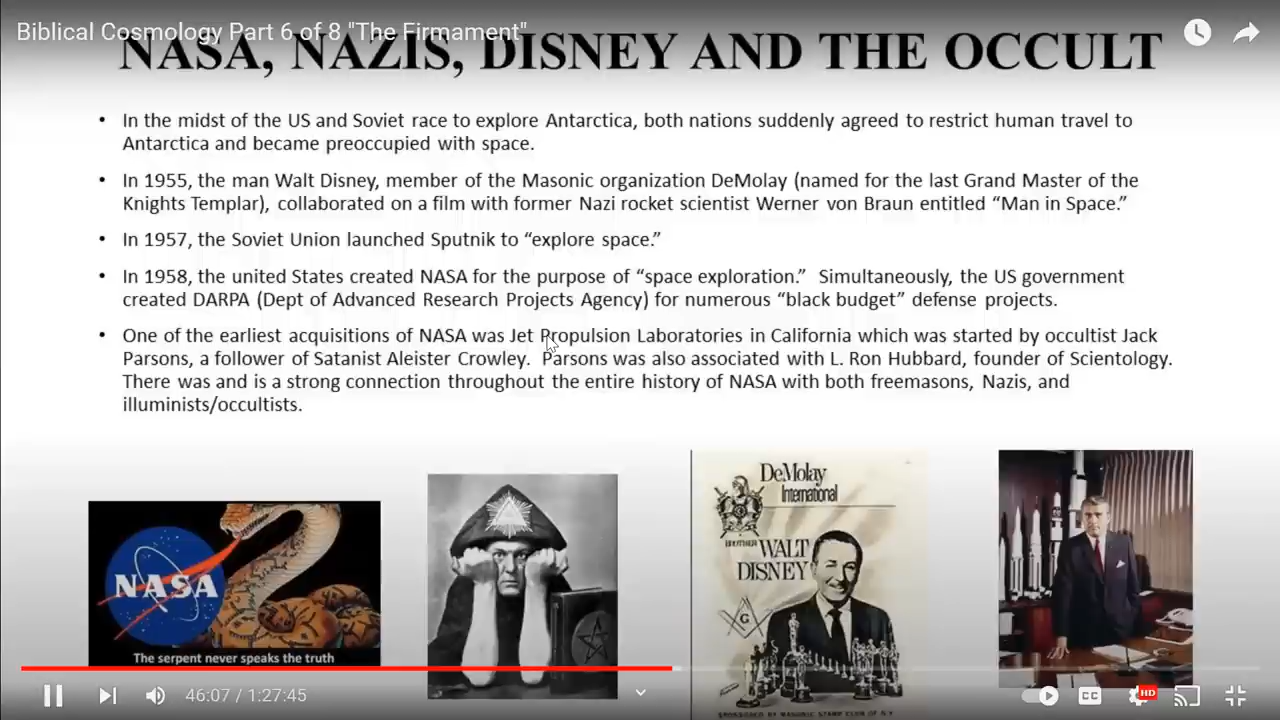 Biblical Cosmology Part 6 of 8 "The Firmament"
NASA, NAZIS, DISNEY AND THE OCCULT
• In the midst of the US and Soviet race to explore Antarctica, both nations suddenly agreed to restrict human travel to
Antarctica and became preoccupied with space.
• In 1955, the man Walt Disney, member of the Masonic organization DeMolay (named for the last Grand Master of the
Knights Templar), collaborated on a film with former Nazi rocket scientist Werner von Braun entitled “Man in Space.”
• In 1957, the Soviet Union launched Sputnik to “explore space.”
• In 1958, the united States created NASA for the purpose of “space exploration.” Simultaneously, the US government
created DARPA (Dept of Advanced Research Projects Agency) for numerous “black budget” defense projects.
• One of the earliest acquisitions of NASA was Jet Propulsion Laboratories in California which was started by occultist Jack
Parsons, a follower of Satanist Aleister Crowley. Parsons was also associated with L. Ron Hubbard, founder of Scientology.
There was and is a strong connection throughout the entire history of NASA with both freemasons, Nazis, and
illuminists/occultists.
NASA
The serpent never speaks the truth
DeMolay
International
BROTHER WALT
DISNEY
G
SPONSORED BY MASONIC STAMP CLUB OF N.Y.
46:07 / 1:27:45
CC
HD